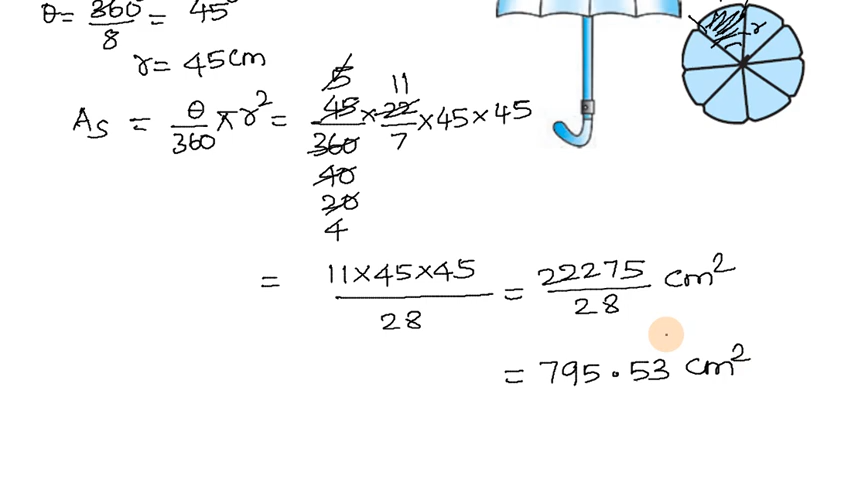 θ= 360/8 = 45°
r
r= 45cm
5 11
As = θ/360 πr² = 45/360 × 22/7 × 45 × 45
40
20
4
= 11×45×45/28 = 22275/28 cm²
= 795.53 cm²